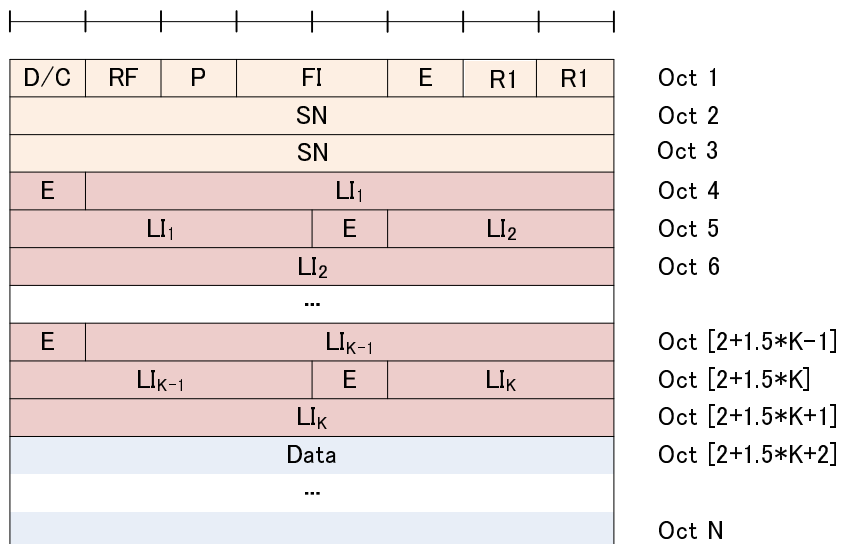 D/C RF P FI E R1 R1 Oct 1
SN Oct 2
SN Oct 3
E LI₁ Oct 4
LI₁ E LI₂ Oct 5
LI₂ Oct 6
...
E LIK-1 Oct [2+1.5*K-1]
LIK-1 E LIK Oct [2+1.5*K]
LIK Oct [2+1.5*K+1]
Data Oct [2+1.5*K+2]
...
Oct N